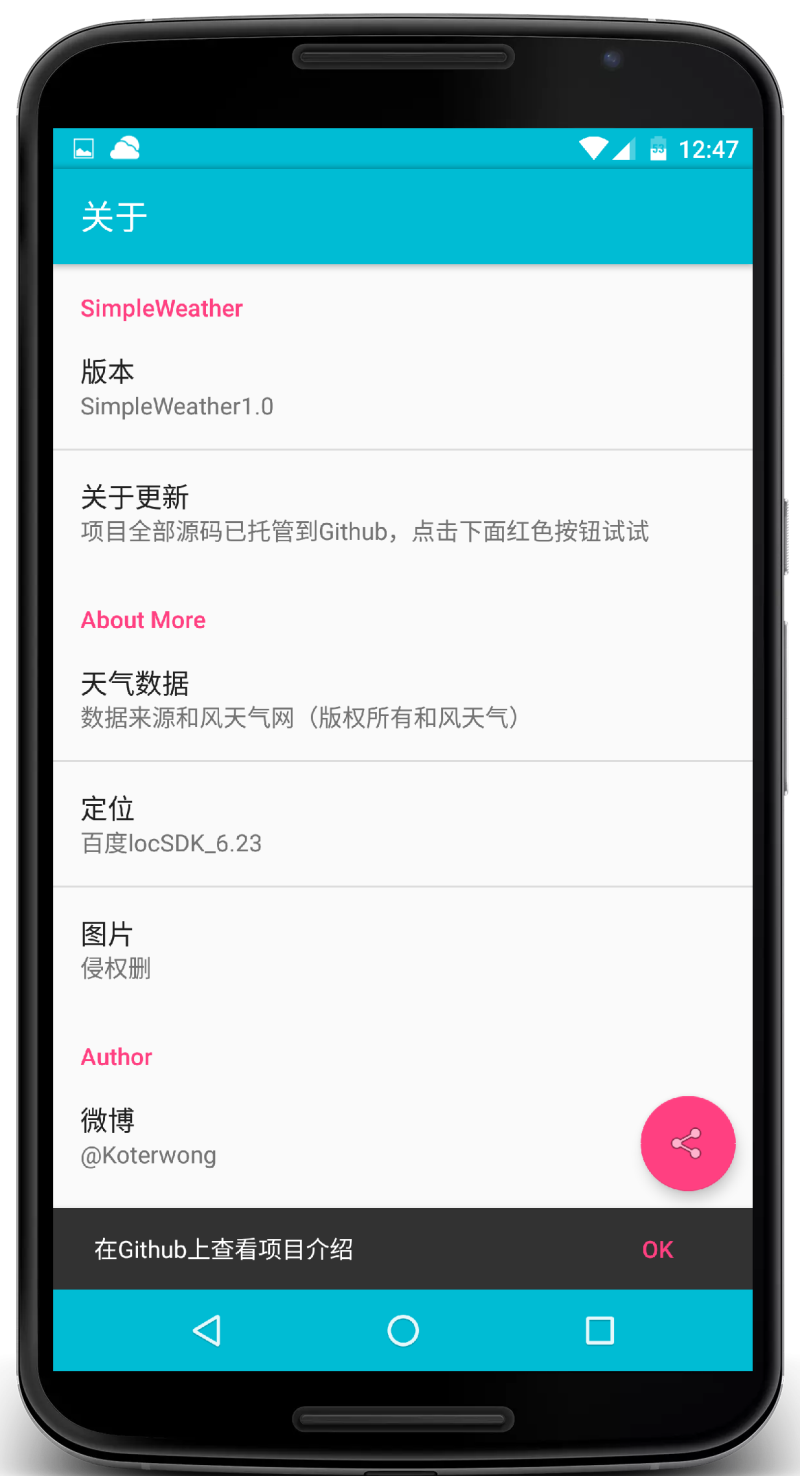 53
12:47
关于
SimpleWeather
版本
SimpleWeather1.0
关于更新
项目全部源码已托管到Github，点击下面红色按钮试试
About More
天气数据
数据来源和风天气网（版权所有和风天气）
定位
百度locSDK_6.23
图片
侵权删
Author
微博
@Koterwong
在Github上查看项目介绍
OK